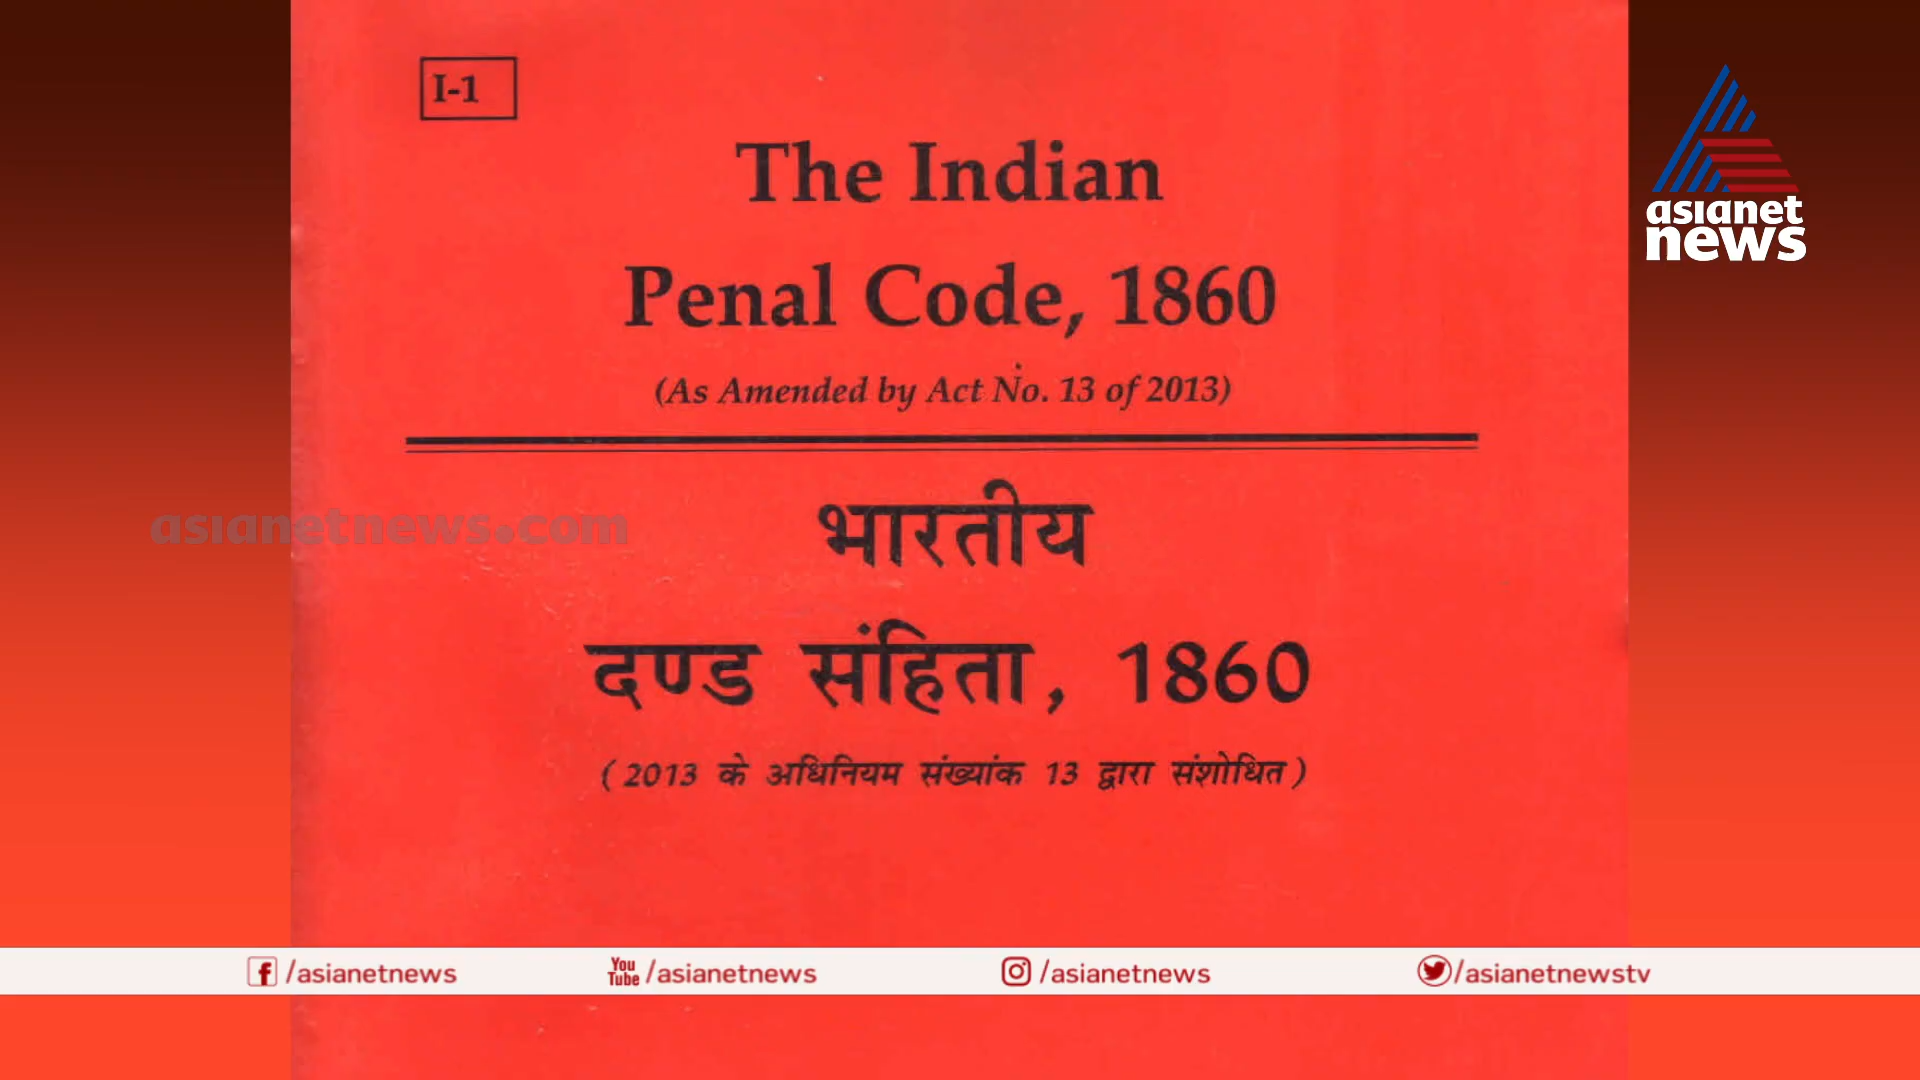 I-1
The Indian
Penal Code, 1860
(As Amended by Act No. 13 of 2013)
भारतीय
दण्ड संहिता, 1860
(2013 के अधिनियम संख्यांक 13 द्वारा संशोधित)
asianet
news
asianetnews.com
/asianetnews
You
Tube /asianetnews
/asianetnews
/asianetnewstv